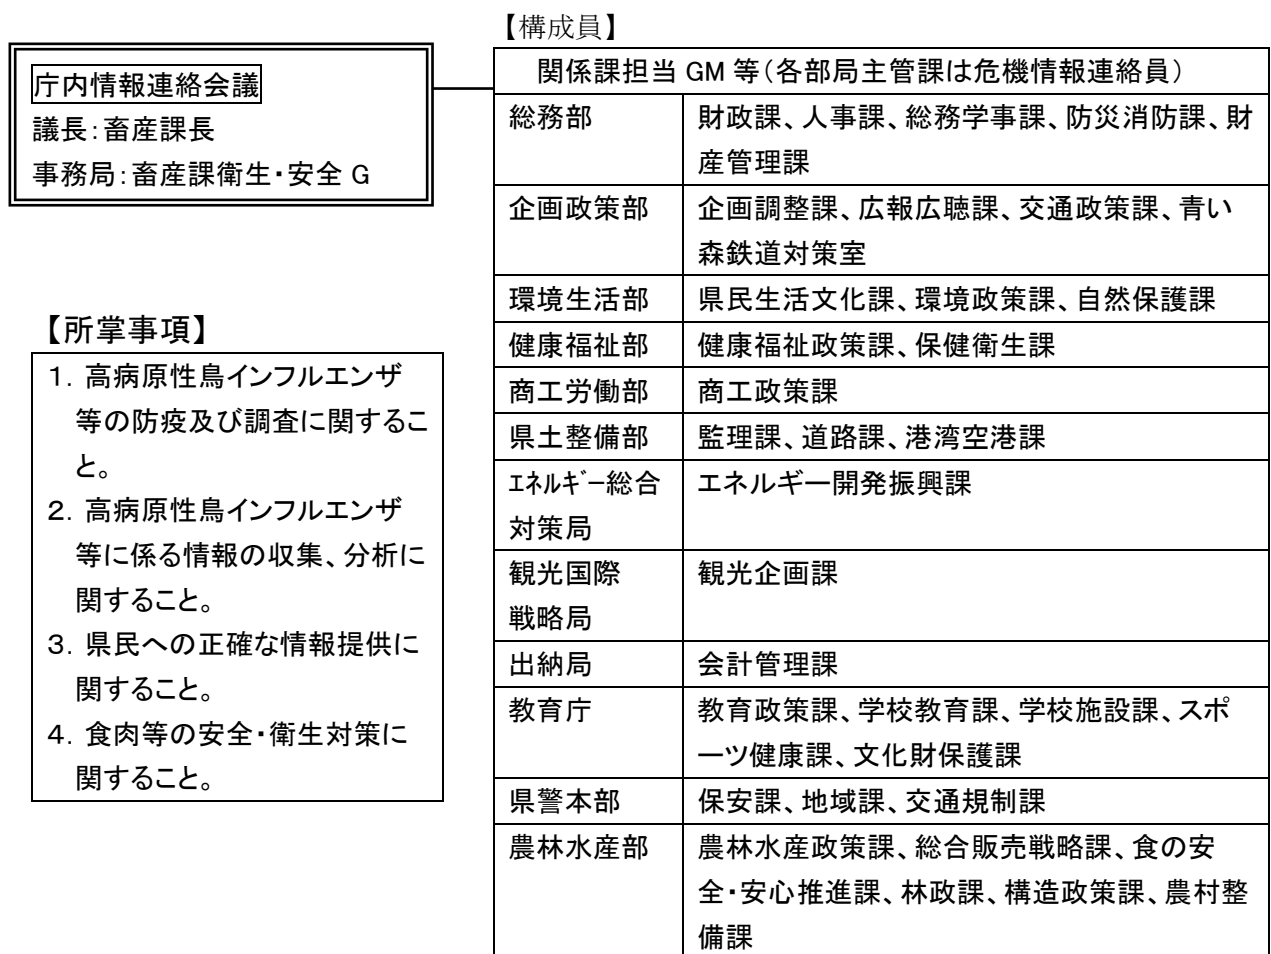 庁内情報連絡会議
議長：畜産課長
事務局：畜産課衛生・安全 G
【所掌事項】
1．高病原性鳥インフルエンザ
等の防疫及び調査に関するこ
と。
2．高病原性鳥インフルエンザ
等に係る情報の収集、分析に
関すること。
3．県民への正確な情報提供に
関すること。
4．食肉等の安全・衛生対策に
関すること。
【構成員】
関係課担当 GM 等（各部局主管課は危機情報連絡員）
総務部 財政課、人事課、総務学事課、防災消防課、財
産管理課
企画政策部 企画調整課、広報広聴課、交通政策課、青い
森鉄道対策室
環境生活部 県民生活文化課、環境政策課、自然保護課
健康福祉部 健康福祉政策課、保健衛生課
商工労働部 商工政策課
県土整備部 監理課、道路課、港湾空港課
ｴﾈﾙｷﾞｰ総合 エネルギー開発振興課
対策局
観光国際 観光企画課
戦略局
出納局 会計管理課
教育庁 教育政策課、学校教育課、学校施設課、スポ
ーツ健康課、文化財保護課
県警本部 保安課、地域課、交通規制課
農林水産部 農林水産政策課、総合販売戦略課、食の安
全・安心推進課、林政課、構造政策課、農村整
備課